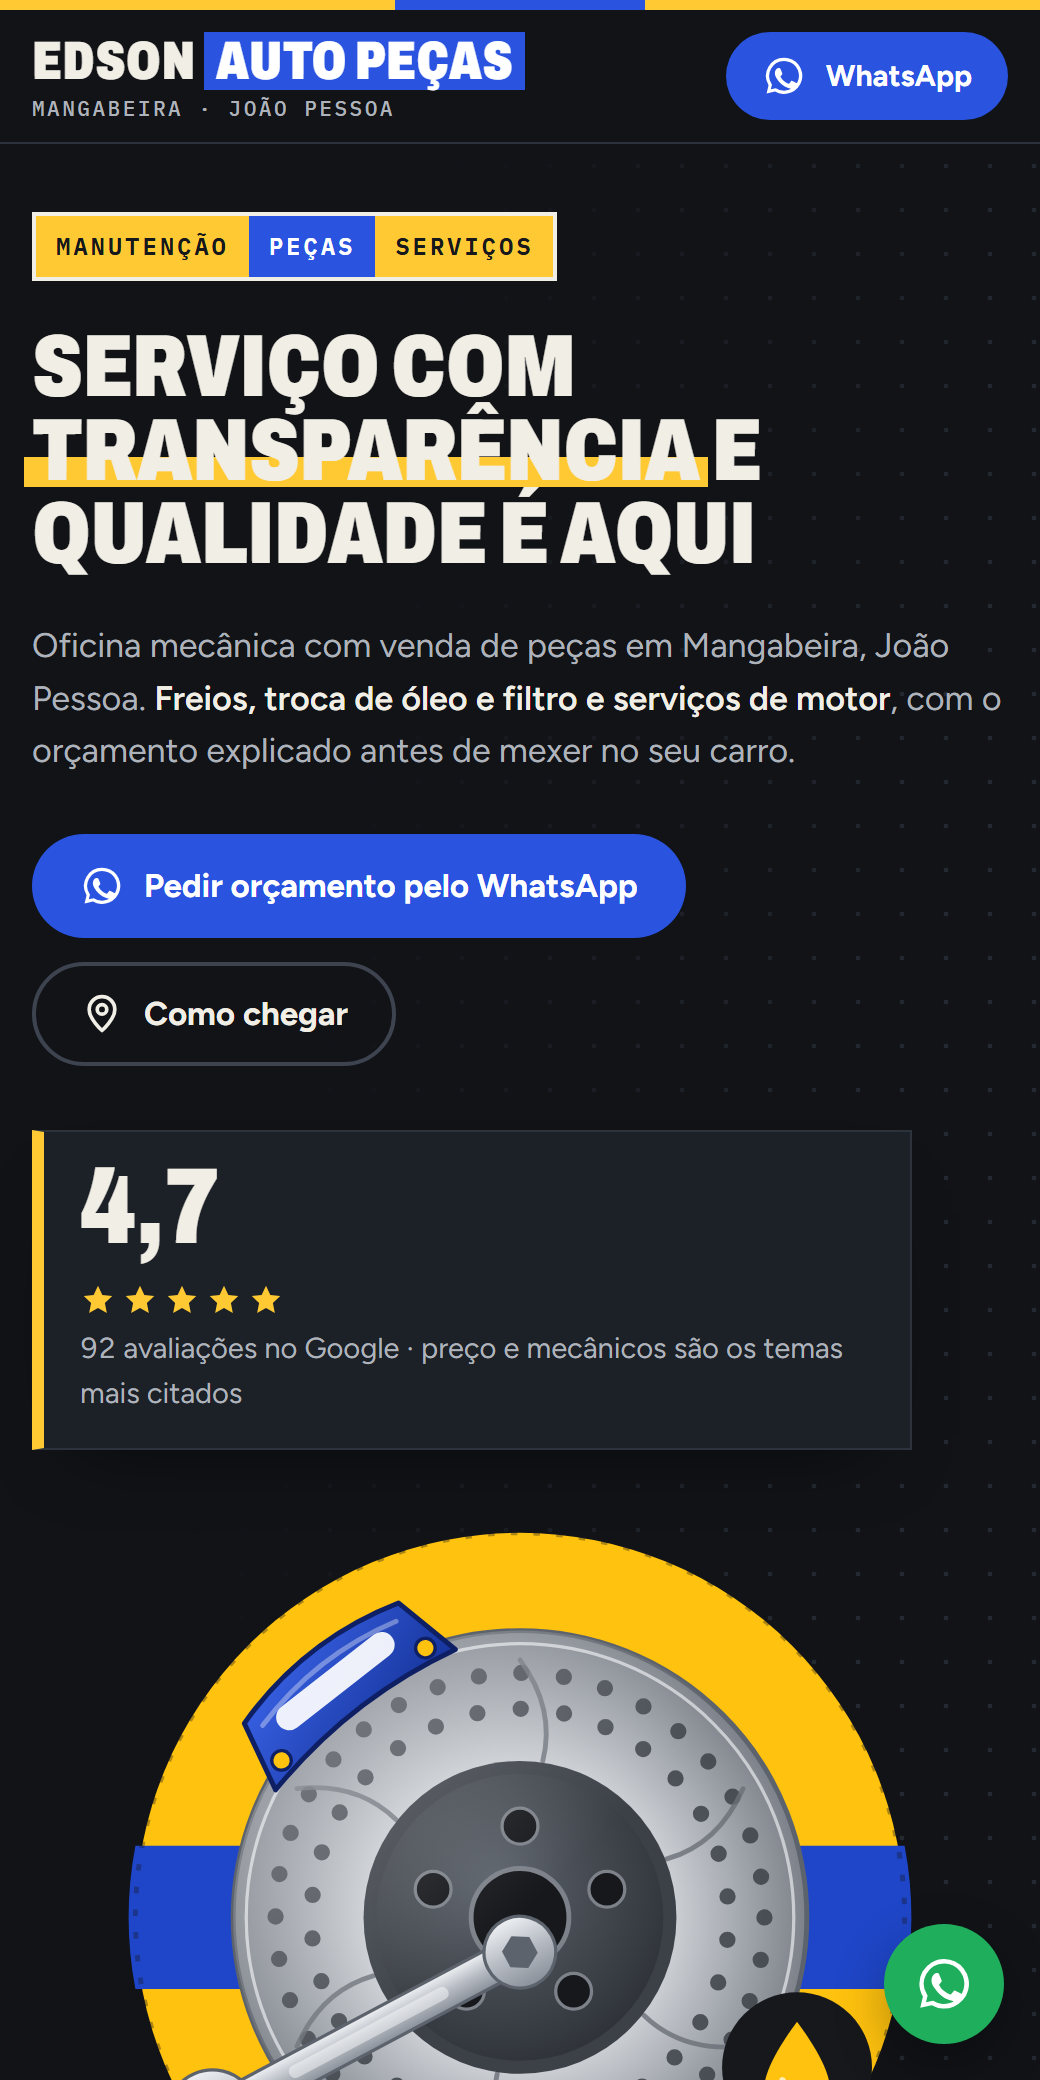 EDSON AUTO PEÇAS
MANGABEIRA · JOÃO PESSOA
WhatsApp
MANUTENÇÃO PEÇAS SERVIÇOS
SERVIÇO COM
TRANSPARÊNCIA E
QUALIDADE É AQUI
Oficina mecânica com venda de peças em Mangabeira, João
Pessoa. Freios, troca de óleo e filtro e serviços de motor, com o
orçamento explicado antes de mexer no seu carro.
Pedir orçamento pelo WhatsApp
Como chegar
4,7
92 avaliações no Google · preço e mecânicos são os temas
mais citados